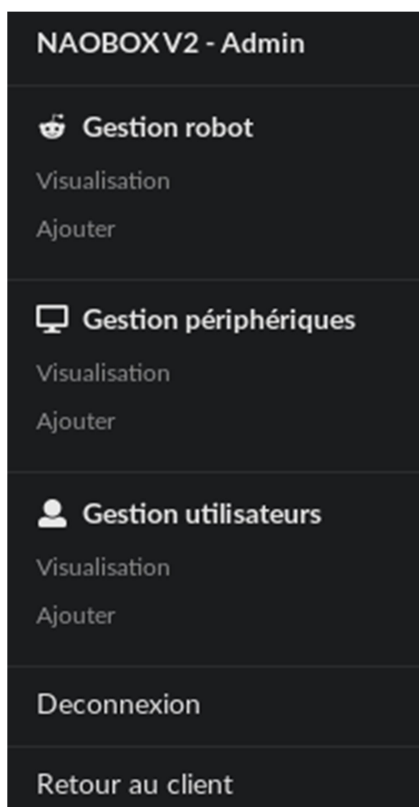 NAOBOXV2 - Admin
Gestion robot
Visualisation
Ajouter
Gestion périphériques
Visualisation
Ajouter
Gestion utilisateurs
Visualisation
Ajouter
Deconnexion
Retour au client